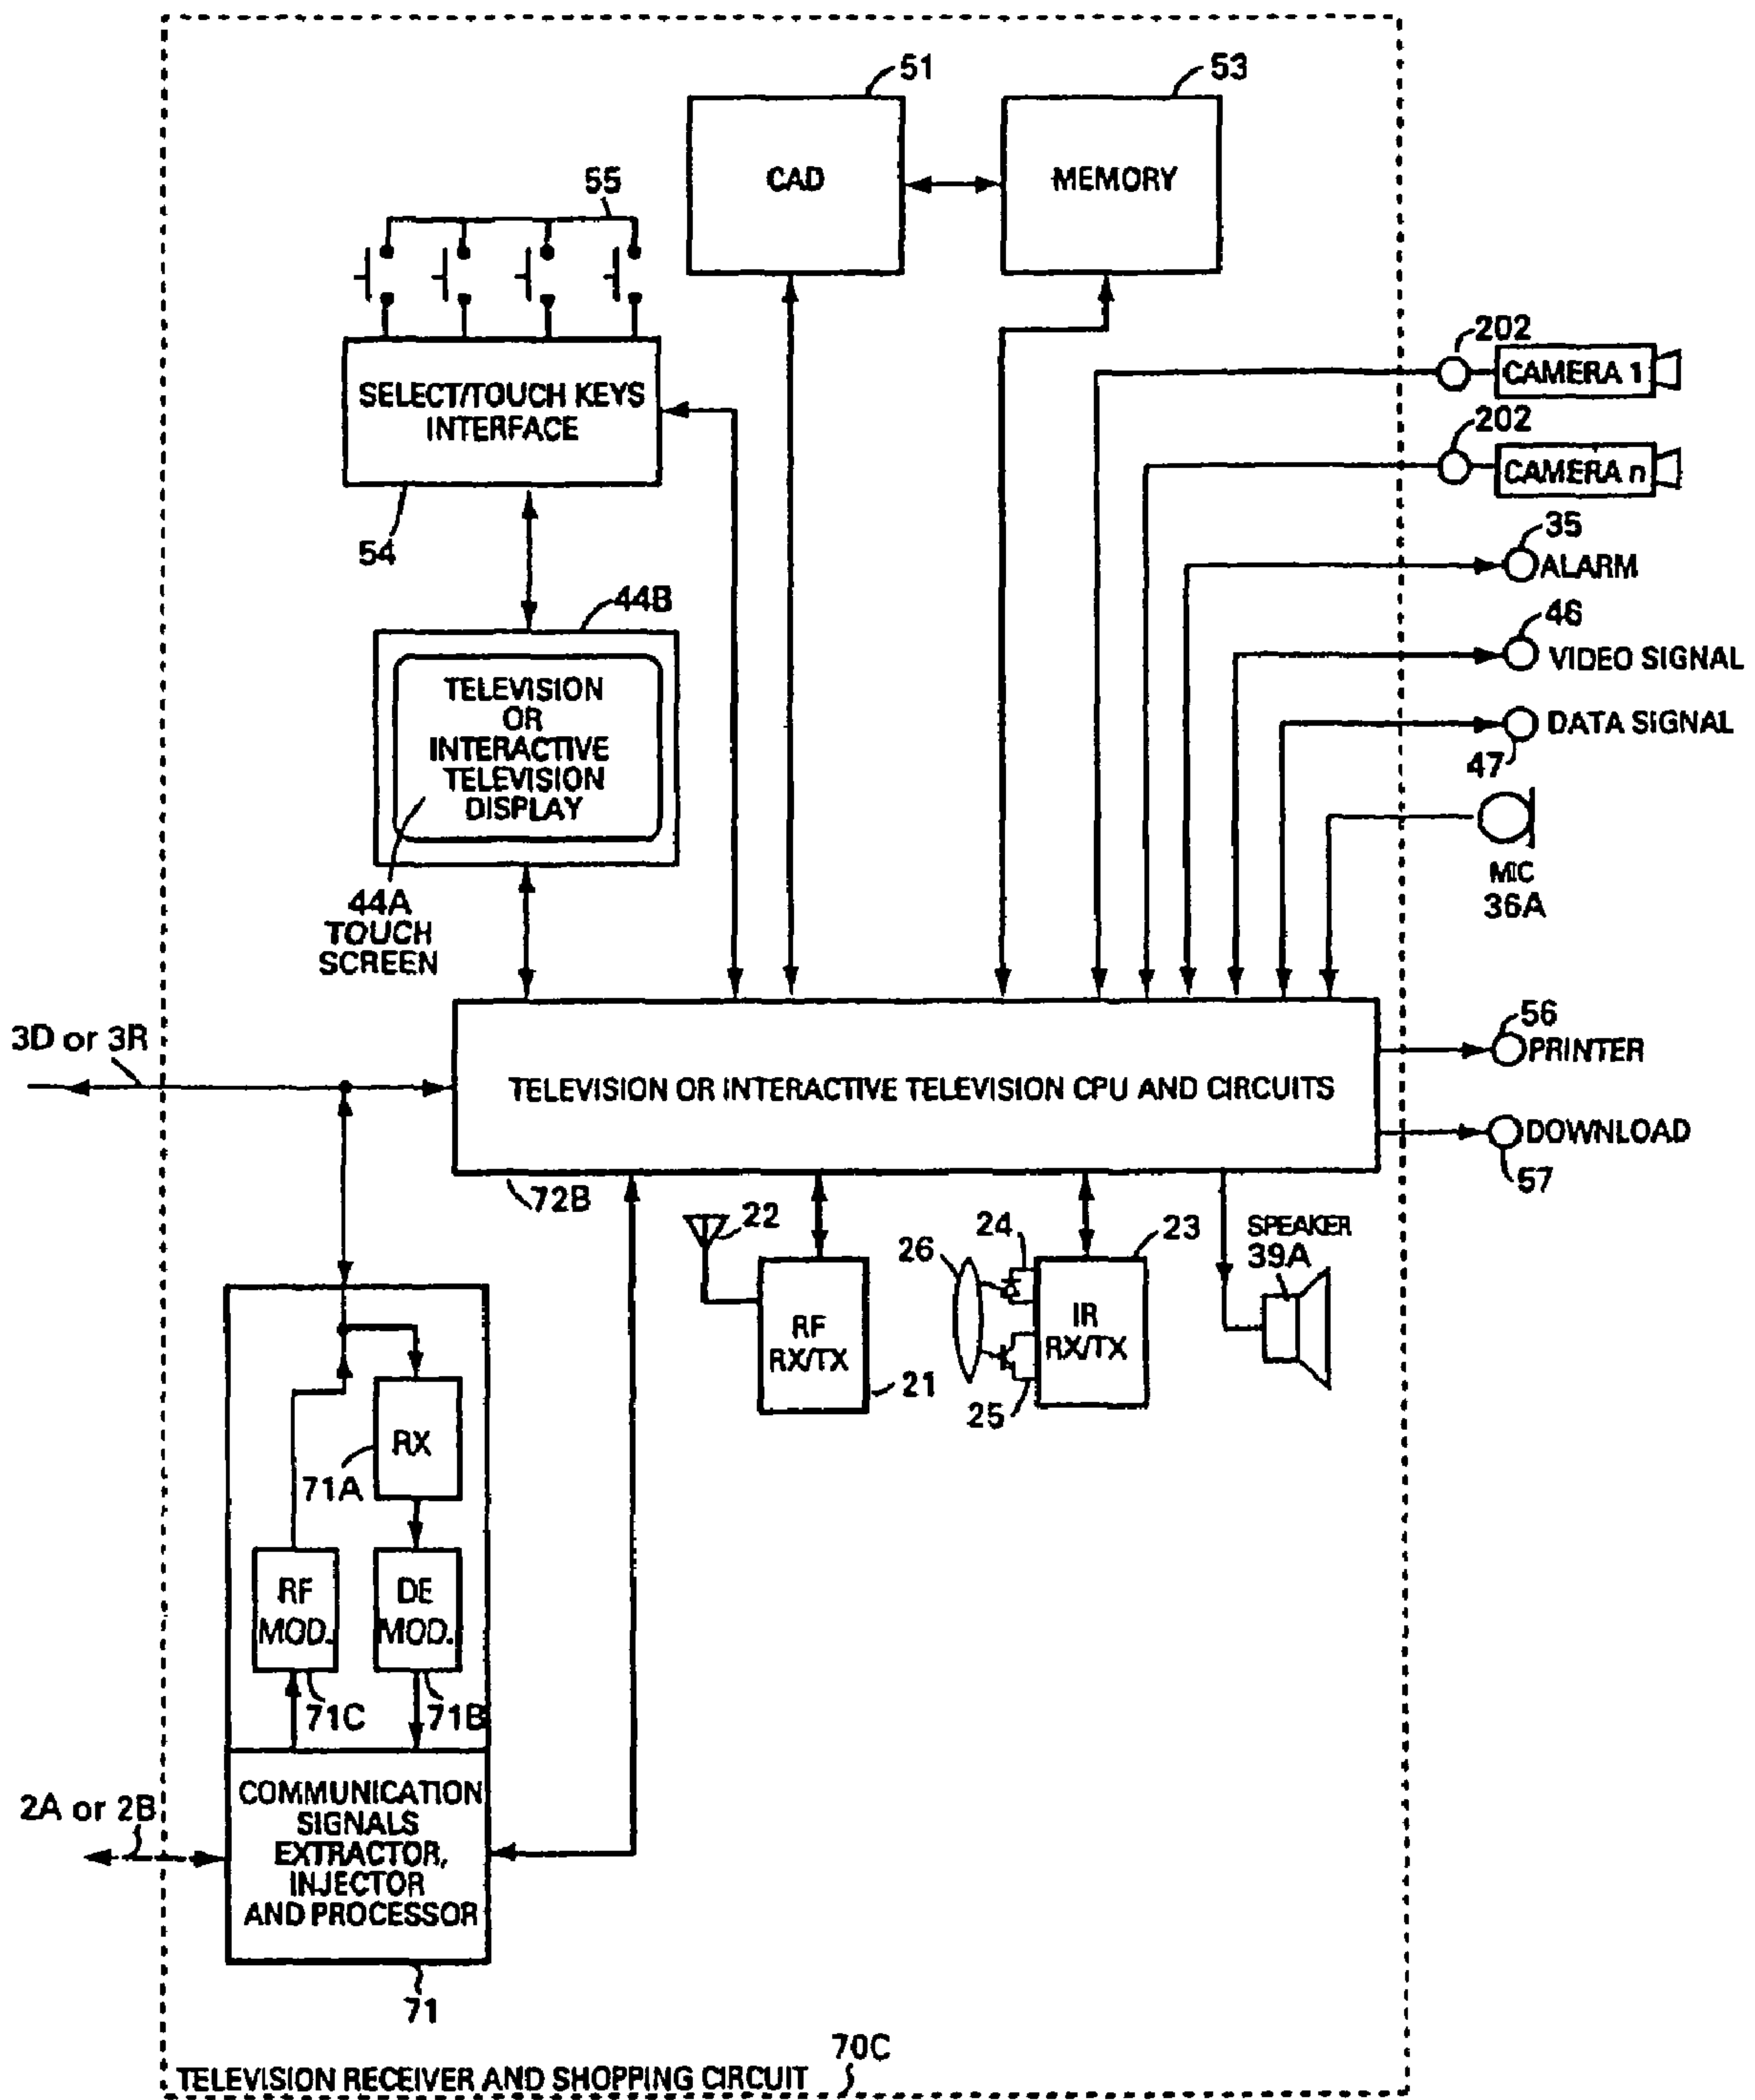 51
53
CAD
MEMORY
55
SELECT/TOUCH KEYS
INTERFACE
54
202
CAMERA 1
202
CAMERA n
35
ALARM
46
VIDEO SIGNAL
DATA SIGNAL
47
MIC
36A
44B
TELEVISION
OR
INTERACTIVE
TELEVISION
DISPLAY
44A
TOUCH
SCREEN
3D or 3R
TELEVISION OR INTERACTIVE TELEVISION CPU AND CIRCUITS
72B
56
PRINTER
DOWNLOAD
57
22
RF
RX/TX
21
26
24
25
23
IR
RX/TX
SPEAKER
39A
RX
71A
RF
MOD.
DE
MOD.
71C
71B
2A or 2B
COMMUNICATION
SIGNALS
EXTRACTOR,
INJECTOR
AND PROCESSOR
71
70C
TELEVISION RECEIVER AND SHOPPING CIRCUIT